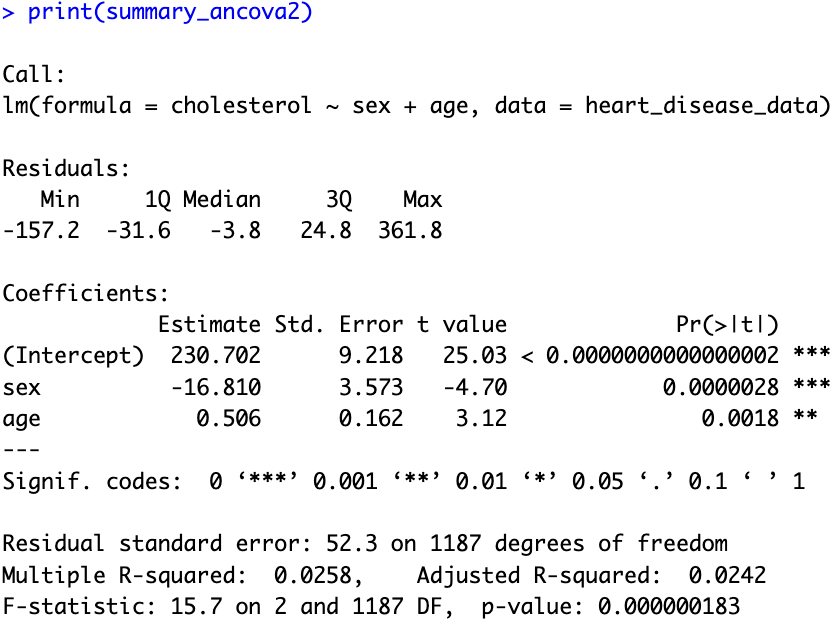 > print(summary_ancova2)
Call:
lm(formula = cholesterol ~ sex + age, data = heart_disease_data)
Residuals:
   Min     1Q Median     3Q    Max
-157.2  -31.6   -3.8   24.8  361.8
Coefficients:
            Estimate Std. Error t value             Pr(>|t|)
(Intercept)  230.702      9.218   25.03 < 0.0000000000000002 ***
sex          -16.810      3.573   -4.70            0.0000028 ***
age            0.506      0.162    3.12               0.0018 **
---
Signif. codes:  0 ‘***’ 0.001 ‘**’ 0.01 ‘*’ 0.05 ‘.’ 0.1 ‘ ’ 1
Residual standard error: 52.3 on 1187 degrees of freedom
Multiple R-squared:  0.0258,    Adjusted R-squared:  0.0242
F-statistic: 15.7 on 2 and 1187 DF,  p-value: 0.000000183